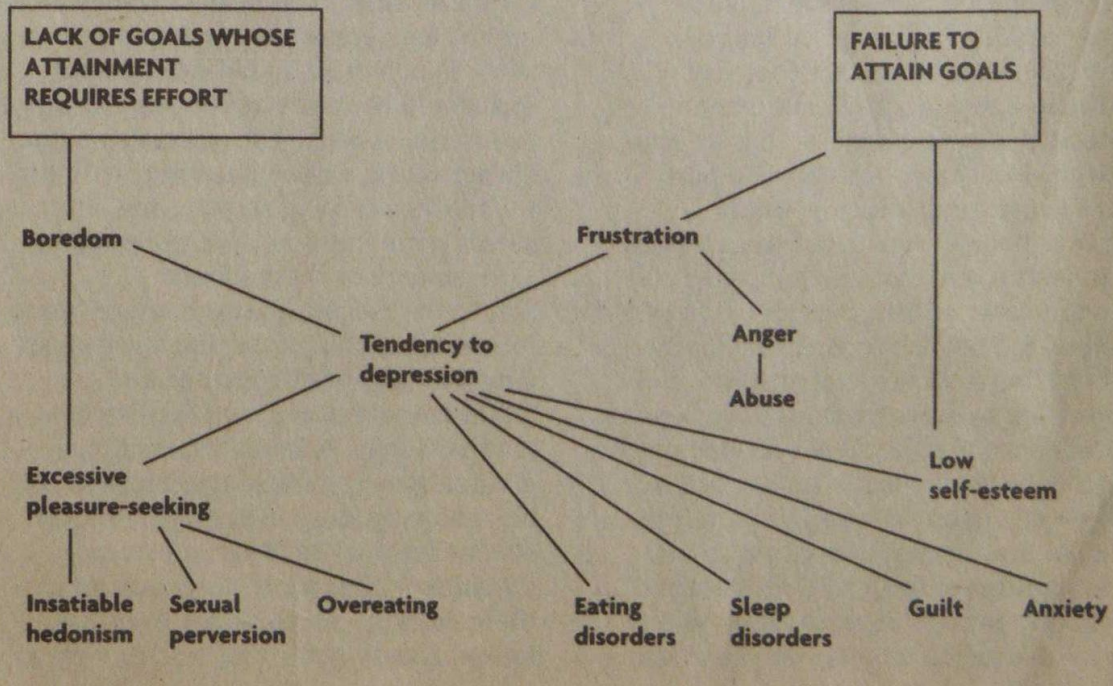 LACK OF GOALS WHOSE
ATTAINMENT
REQUIRES EFFORT
FAILURE TO
ATTAIN GOALS
Boredom
Frustration
Tendency to
depression
Anger
Abuse
Excessive
pleasure-seeking
Low
self-esteem
Insatiable
hedonism
Sexual
perversion
Overeating
Eating
disorders
Sleep
disorders
Guilt
Anxiety